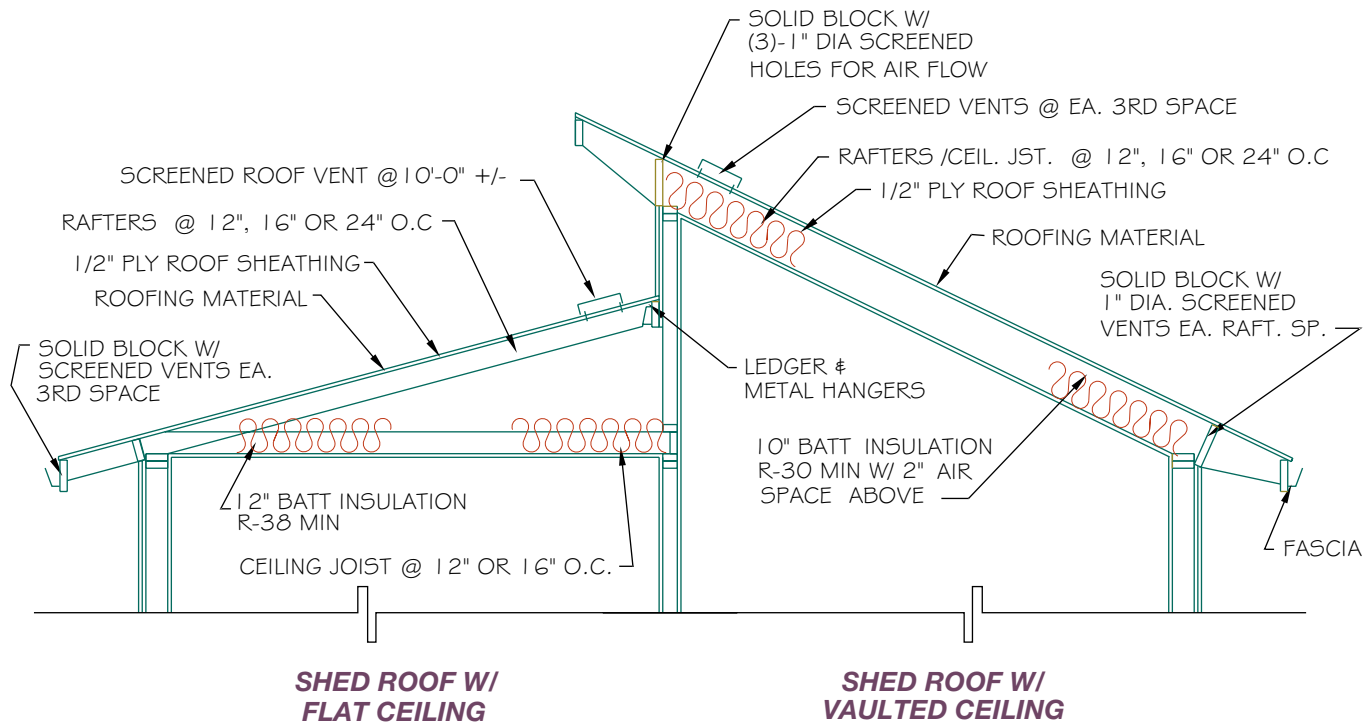 SOLID BLOCK W/
(3)-1" DIA SCREENED
HOLES FOR AIR FLOW
SCREENED VENTS @ EA. 3RD SPACE
RAFTERS /CEIL. JST. @ 12", 16" OR 24" O.C
1/2" PLY ROOF SHEATHING
ROOFING MATERIAL
SOLID BLOCK W/
1" DIA. SCREENED
VENTS EA. RAFT. SP.
SCREENED ROOF VENT @10'-0" +/-
RAFTERS @ 12", 16" OR 24" O.C
1/2" PLY ROOF SHEATHING
ROOFING MATERIAL
SOLID BLOCK W/
SCREENED VENTS EA.
3RD SPACE
LEDGER &
METAL HANGERS
12" BATT INSULATION
R-38 MIN
CEILING JOIST @ 12" OR 16" O.C.
10" BATT INSULATION
R-30 MIN W/ 2" AIR
SPACE ABOVE
FASCIA
SHED ROOF W/
FLAT CEILING
SHED ROOF W/
VAULTED CEILING